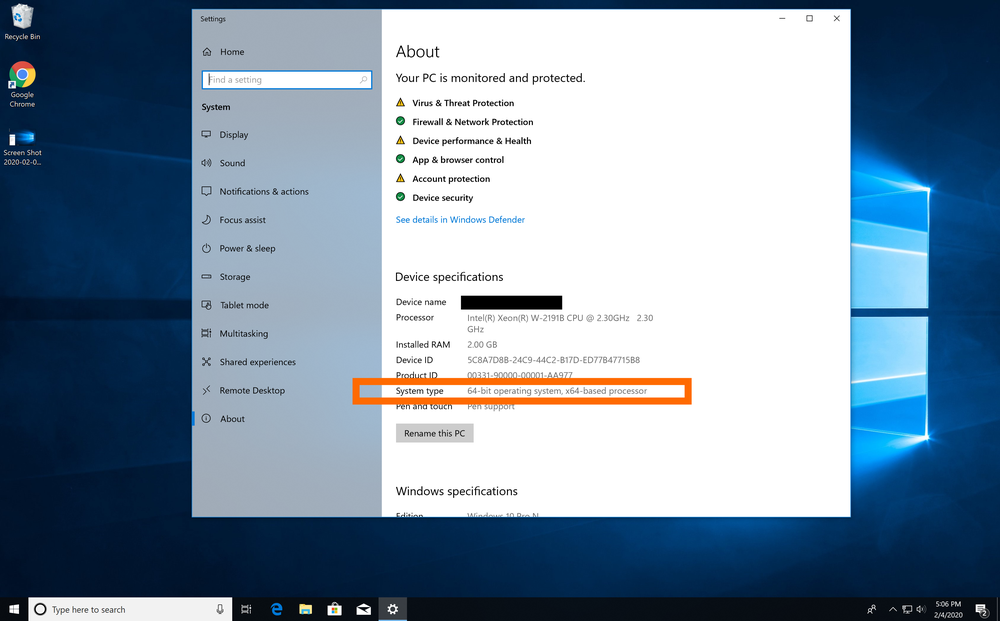 Recycle Bin
Google
Chrome
Screen Shot
2020-02-0...
Settings
Home
Find a setting
System
Display
Sound
Notifications & actions
Focus assist
Power & sleep
Storage
Tablet mode
Multitasking
Shared experiences
Remote Desktop
About
About
Your PC is monitored and protected.
Virus & Threat Protection
Firewall & Network Protection
Device performance & Health
App & browser control
Account protection
Device security
See details in Windows Defender
Device specifications
Device name
Processor Intel(R) Xeon(R) W-2191B CPU @ 2.30GHz 2.30
GHz
Installed RAM 2.00 GB
Device ID 5C8A7D8B-24C9-44C2-B17D-ED77B47715B8
Product ID 00331-90000-00001-AA977
System type 64-bit operating system, x64-based processor
Pen and touch Pen support
Rename this PC
Windows specifications
Edition Windows 10 Pro N
Type here to search
5:06 PM
2/4/2020
2